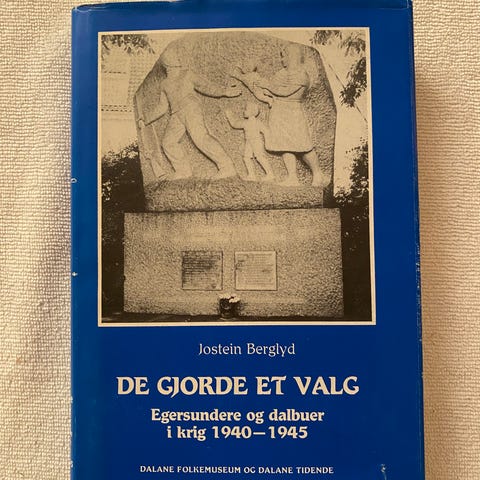 Jostein Berglyd
DE GJORDE ET VALG
Egersundere og dalbuer
i krig 1940–1945
DALANE FOLKEMUSEUM OG DALANE TIDENDE